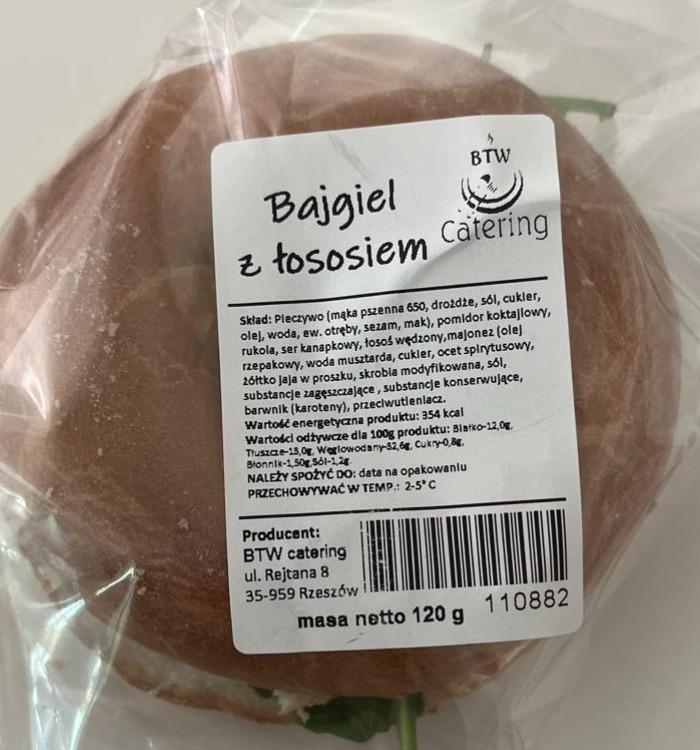 BTW
Catering
Bajgiel
z łososiem
Skład: Pieczywo (mąka pszenna 650, drożdże, sól, cukier,
olej, woda, ew. otręby, sezam, mak), pomidor koktajlowy,
rukola, ser kanapkowy, łosoś wędzony,majonez (olej
rzepakowy, woda musztarda, cukier, ocet spirytusowy,
żółtko jaja w proszku, skrobia modyfikowana, sól,
substancje zagęszczające , substancje konserwujące,
barwnik (karoteny), przeciwutleniacz.
Wartość energetyczna produktu: 354 kcal
Wartości odżywcze dla 100g produktu: Białko-12,0g,
Tłuszcze-13,0g, Węglowodany-32,6g, Cukry-0,8g,
Błonnik-1,50g,Sól-1,2g.
NALEŻY SPOŻYĆ DO: data na opakowaniu
PRZECHOWYWAĆ W TEMP.: 2-5°C
Producent:
BTW catering
ul. Rejtana 8
35-959 Rzeszów
110882
masa netto 120 g